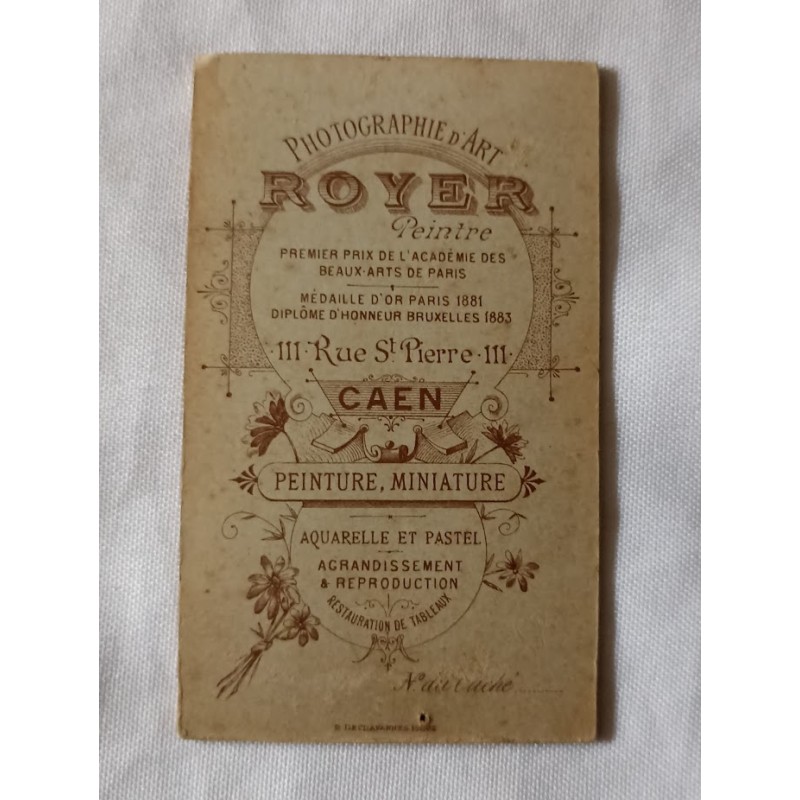 PHOTOGRAPHIE D'ART
ROYER
Peintre
PREMIER PRIX DE L'ACADÉMIE DES
BEAUX-ARTS DE PARIS
MÉDAILLE D'OR PARIS 1881
DIPLÔME D'HONNEUR BRUXELLES 1883
·111· Rue St Pierre ·111·
CAEN
PEINTURE, MINIATURE
AQUARELLE ET PASTEL
AGRANDISSEMENT
& REPRODUCTION
RESTAURATION DE TABLEAUX
No du Cliché